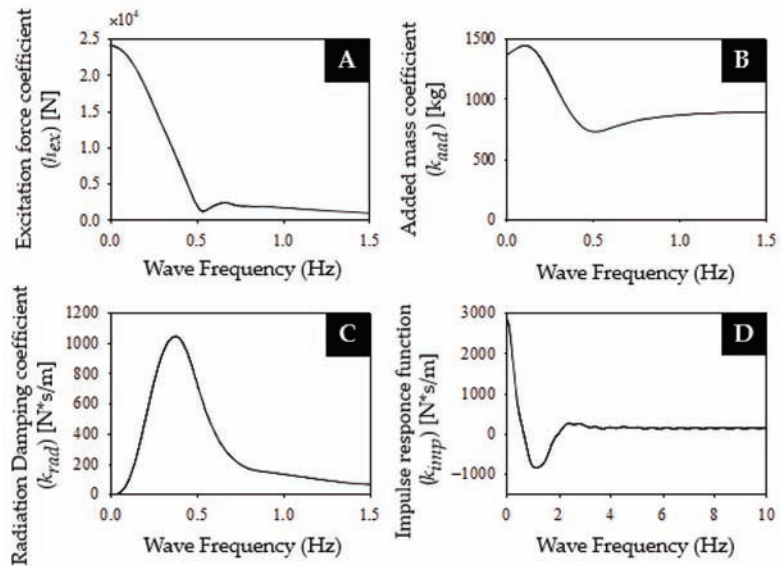 ×10⁴
Excitation force coefficient
(hex) [N]
2.5
2.0
1.5
1.0
0.5
0.0
A
0.0 0.5 1.0 1.5
Wave Frequency (Hz)
Added mass coefficient
(kaad) [kg]
1500
1000
500
0
B
0.0 0.5 1.0 1.5
Wave Frequency (Hz)
Radiation Damping coefficient
(krad) [N*s/m]
1200
1000
800
600
400
200
0
C
0.0 0.5 1.0 1.5
Wave Frequency (Hz)
Impulse responce function
(kimp) [N*s/m]
3000
2000
1000
0
−1000
D
0 2 4 6 8 10
Wave Frequency (Hz)